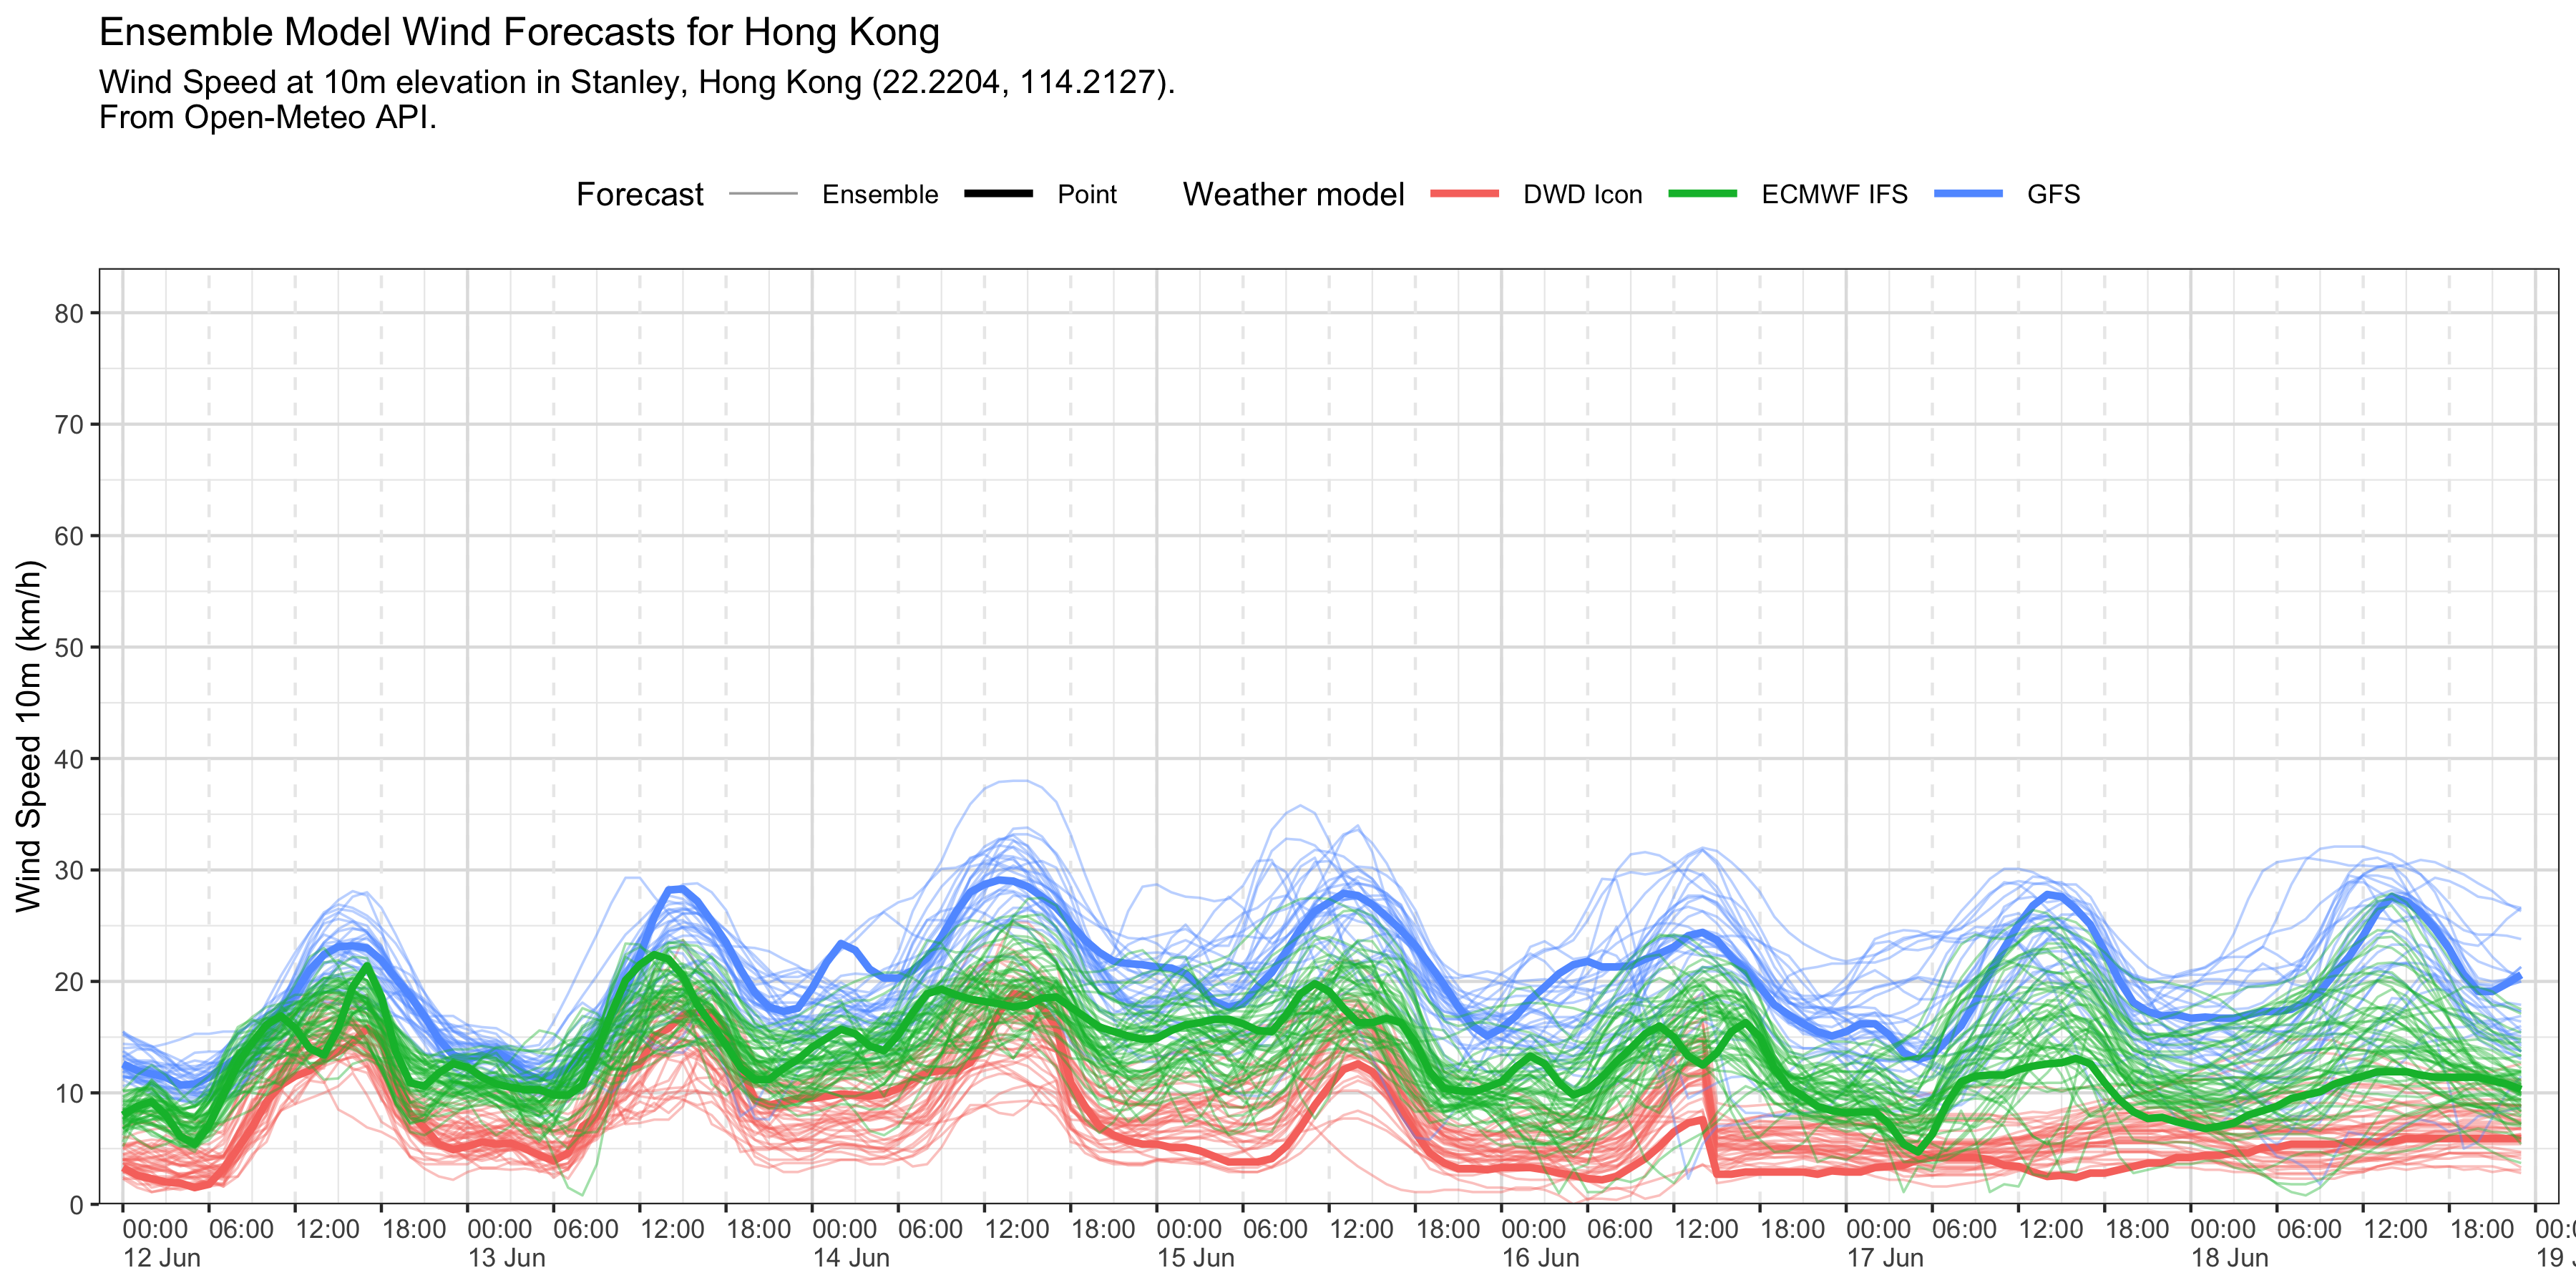 Ensemble Model Wind Forecasts for Hong Kong
Wind Speed at 10m elevation in Stanley, Hong Kong (22.2204, 114.2127).
From Open-Meteo API.
Forecast Ensemble Point Weather model DWD Icon ECMWF IFS GFS
Wind Speed 10m (km/h)
80
70
60
50
40
30
20
10
0
00:00 06:00 12:00 18:00 00:00 06:00 12:00 18:00 00:00 06:00 12:00 18:00 00:00 06:00 12:00 18:00 00:00 06:00 12:00 18:00 00:00 06:00 12:00 18:00 00:00 06:00 12:00 18:00 00:0
12 Jun 13 Jun 14 Jun 15 Jun 16 Jun 17 Jun 18 Jun 19